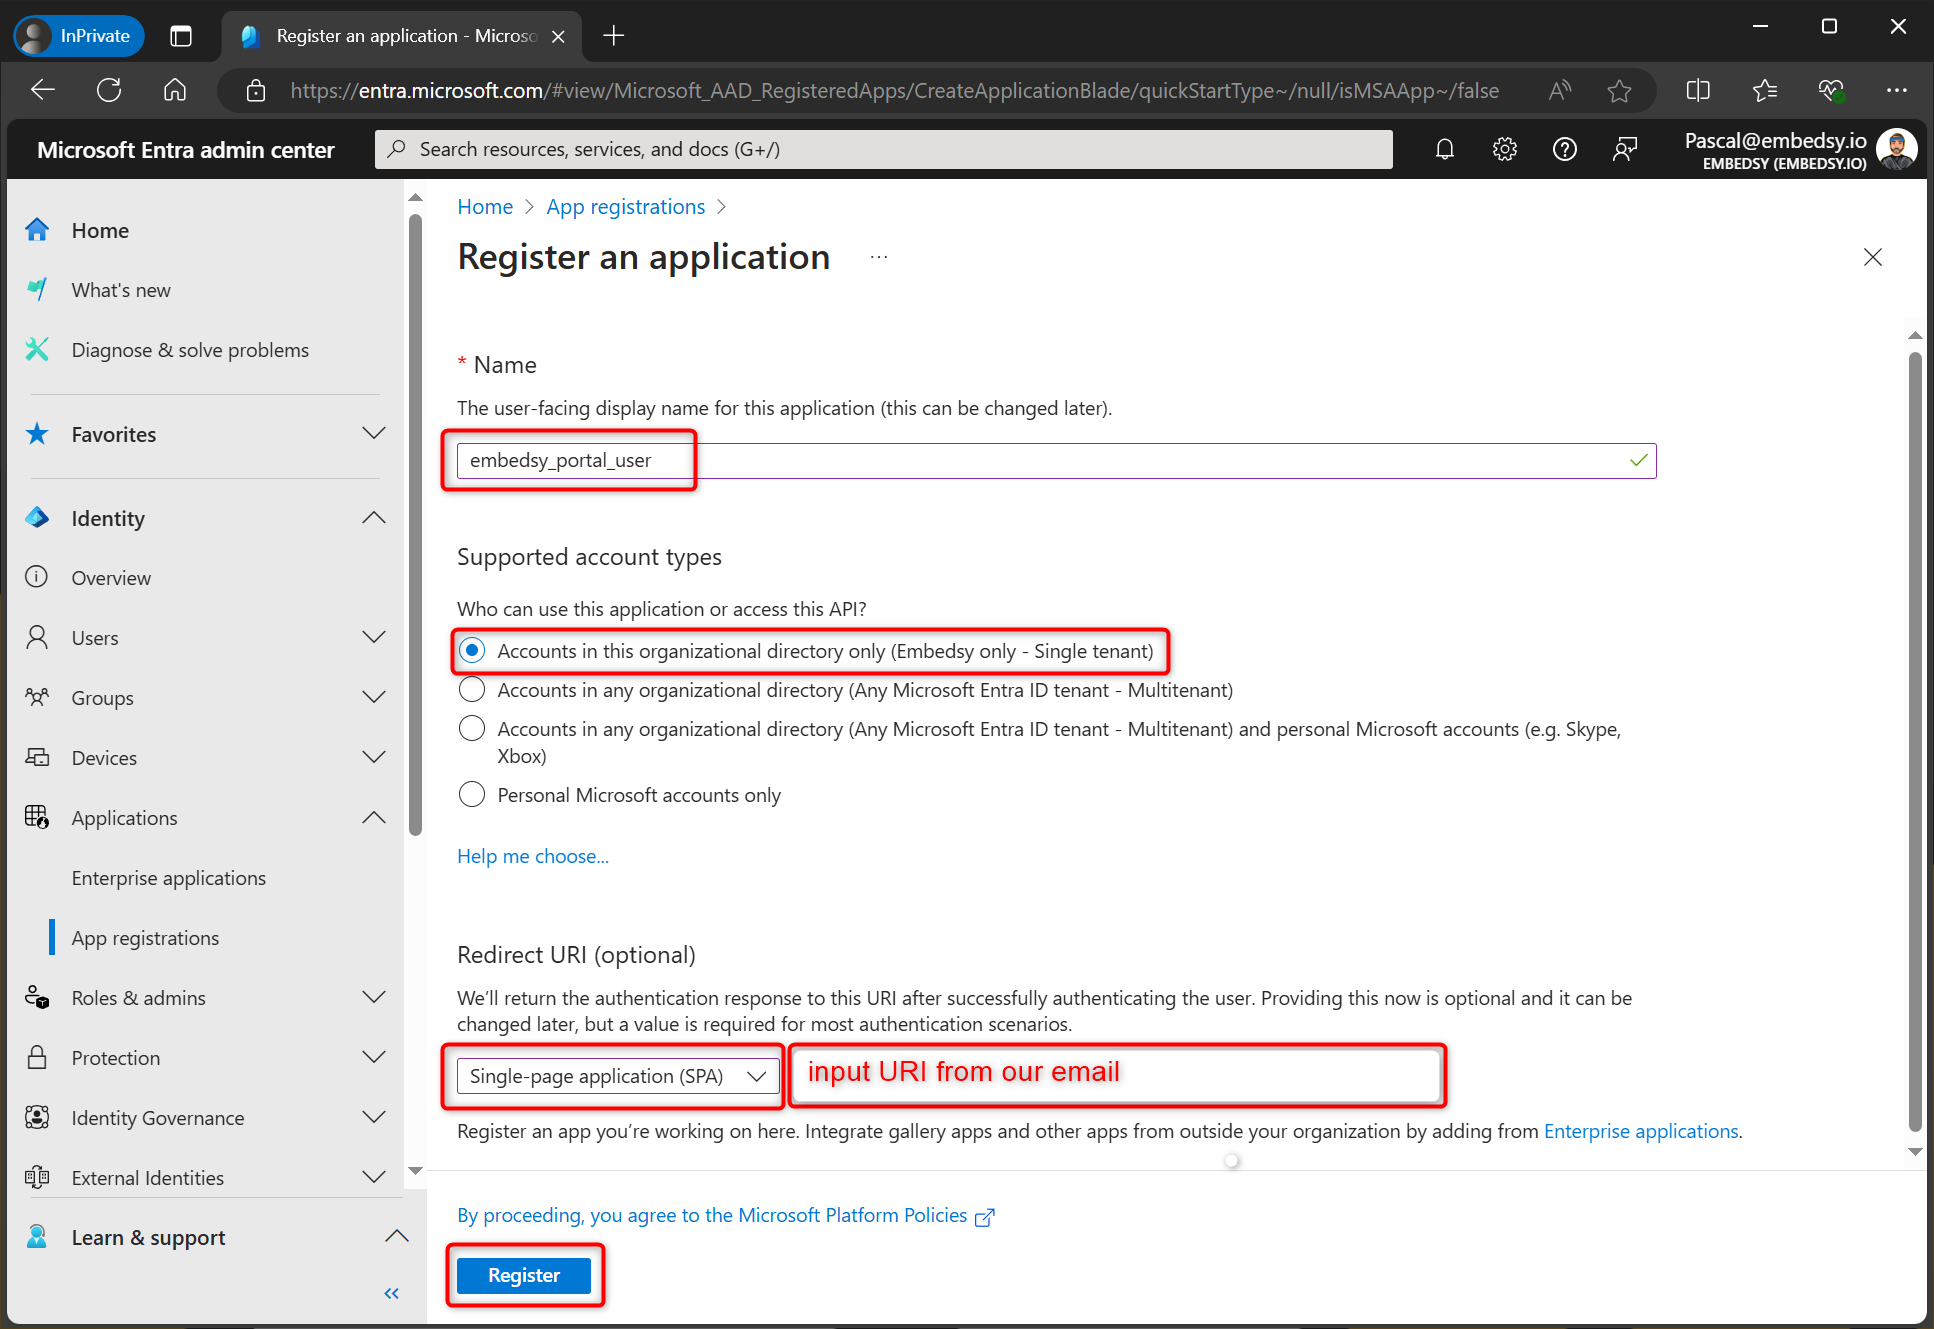 InPrivate
Register an application - Microso
https://entra.microsoft.com/#view/Microsoft_AAD_RegisteredApps/CreateApplicationBlade/quickStartType~/null/isMSAApp~/false
Microsoft Entra admin center
Search resources, services, and docs (G+/)
Pascal@embedsy.io
EMBEDSY (EMBEDSY.IO)
Home
What's new
Diagnose & solve problems
Favorites
Identity
Overview
Users
Groups
Devices
Applications
Enterprise applications
App registrations
Roles & admins
Protection
Identity Governance
External Identities
Learn & support
Home > App registrations >
Register an application ...
* Name
The user-facing display name for this application (this can be changed later).
embedsy_portal_user
Supported account types
Who can use this application or access this API?
Accounts in this organizational directory only (Embedsy only - Single tenant)
Accounts in any organizational directory (Any Microsoft Entra ID tenant - Multitenant)
Accounts in any organizational directory (Any Microsoft Entra ID tenant - Multitenant) and personal Microsoft accounts (e.g. Skype,
Xbox)
Personal Microsoft accounts only
Help me choose...
Redirect URI (optional)
We’ll return the authentication response to this URI after successfully authenticating the user. Providing this now is optional and it can be
changed later, but a value is required for most authentication scenarios.
Single-page application (SPA)
input URI from our email
Register an app you’re working on here. Integrate gallery apps and other apps from outside your organization by adding from Enterprise applications.
By proceeding, you agree to the Microsoft Platform Policies
Register